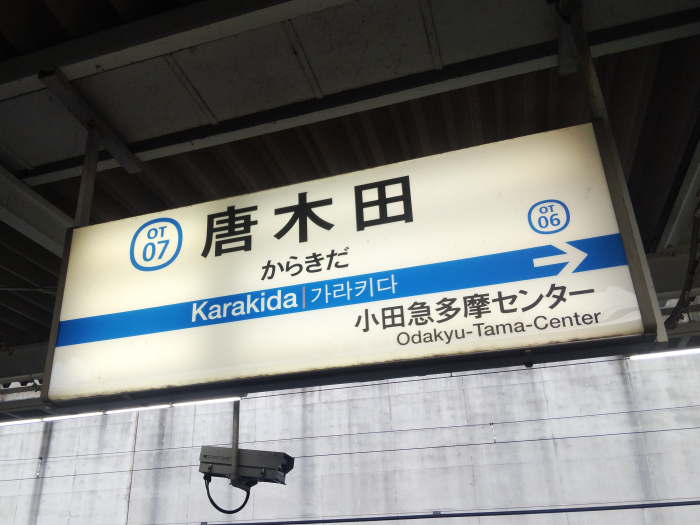 OT
07
唐木田
からきだ
Karakida|가라키다
OT
06
小田急多摩センター
Odakyu-Tama-Center